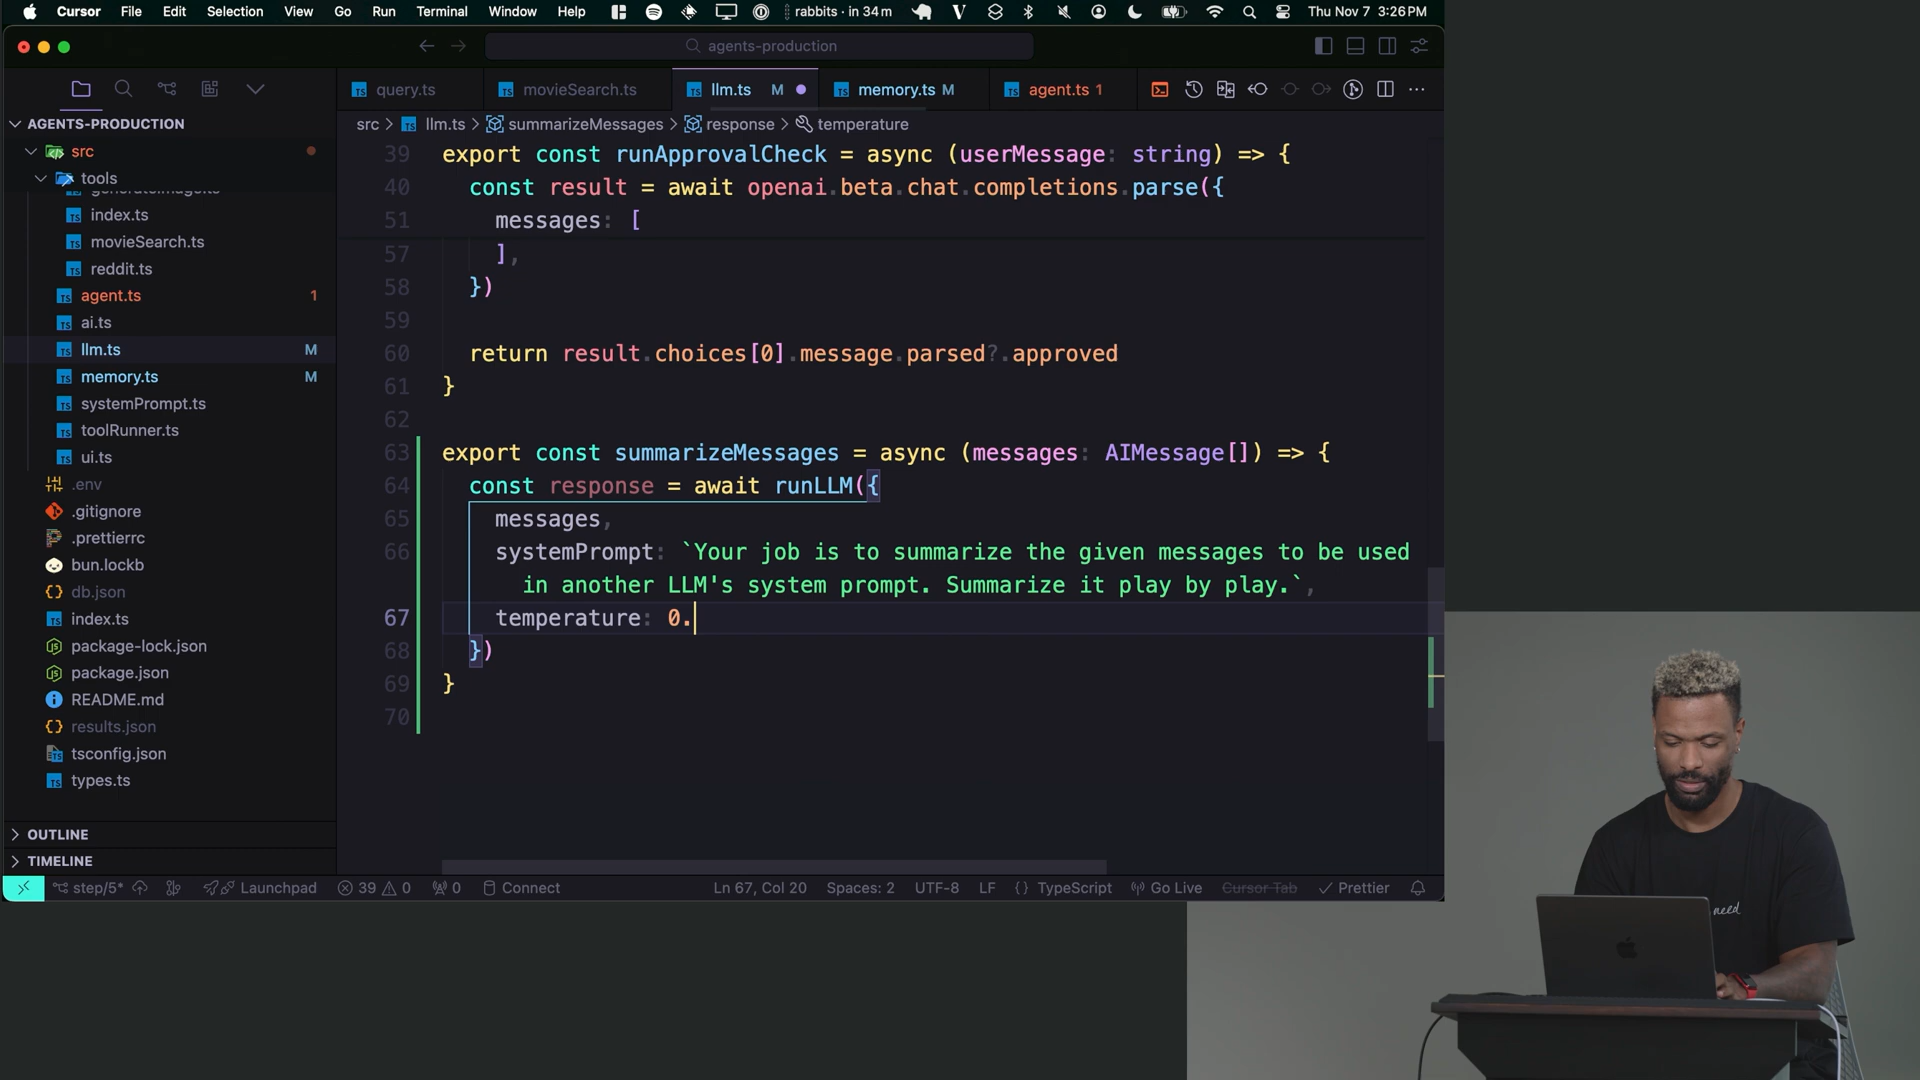 Cursor File Edit Selection View Go Run Terminal Window Help rabbits · in 34m Thu Nov 7 3:26 PM
agents-production
query.ts movieSearch.ts llm.ts M memory.ts M agent.ts 1
AGENTS-PRODUCTION
src > llm.ts > summarizeMessages > response > temperature
src
tools
generateImage.ts
index.ts
movieSearch.ts
reddit.ts
agent.ts 1
ai.ts
llm.ts M
memory.ts M
systemPrompt.ts
toolRunner.ts
ui.ts
.env
.gitignore
.prettierrc
bun.lockb
db.json
index.ts
package-lock.json
package.json
README.md
results.json
tsconfig.json
types.ts
OUTLINE
TIMELINE
39 export const runApprovalCheck = async (userMessage: string) => {
40 const result = await openai.beta.chat.completions.parse({
51 messages: [
57 ],
58 })
59
60 return result.choices[0].message.parsed?.approved
61 }
62
63 export const summarizeMessages = async (messages: AIMessage[]) => {
64 const response = await runLLM({
65 messages,
66 systemPrompt: `Your job is to summarize the given messages to be used
in another LLM's system prompt. Summarize it play by play.`,
67 temperature: 0.
68 })
69 }
70
step/5* Launchpad 39 0 0 Connect Ln 67, Col 20 Spaces: 2 UTF-8 LF {} TypeScript Go Live Cursor Tab Prettier
need